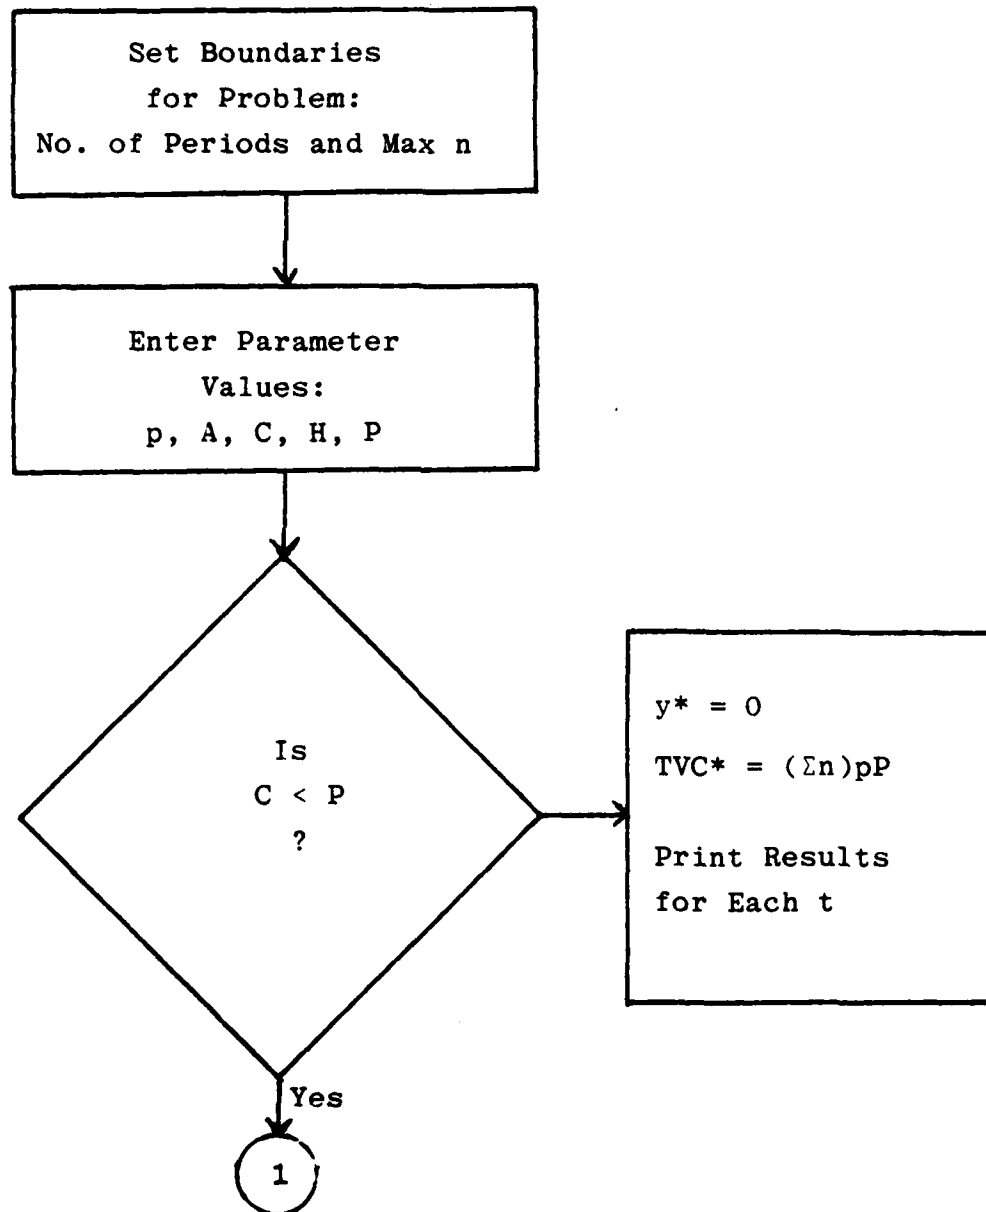 Set Boundaries
for Problem:
No. of Periods and Max n
Enter Parameter
Values:
p, A, C, H, P
Is
C < P
?
y* = 0
TVC* = (Σn)pP
Print Results
for Each t
Yes
1